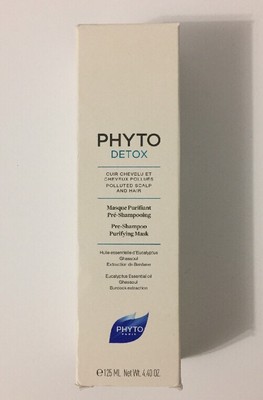 PHYTO
DETOX
CUIR CHEVELU ET
CHEVEUX POLLUÉS
POLLUTED SCALP
AND HAIR
Masque Purifiant
Pré-Shampooing
Pre-Shampoo
Purifying Mask
Huile essentielle d'Eucalyptus
Ghassoul
Extraction de Bardane
Eucalyptus Essential oil
Ghassoul
Burdock extraction
PHYTO
PARIS
℮ 125 ML Net Wt. 4.40 OZ.